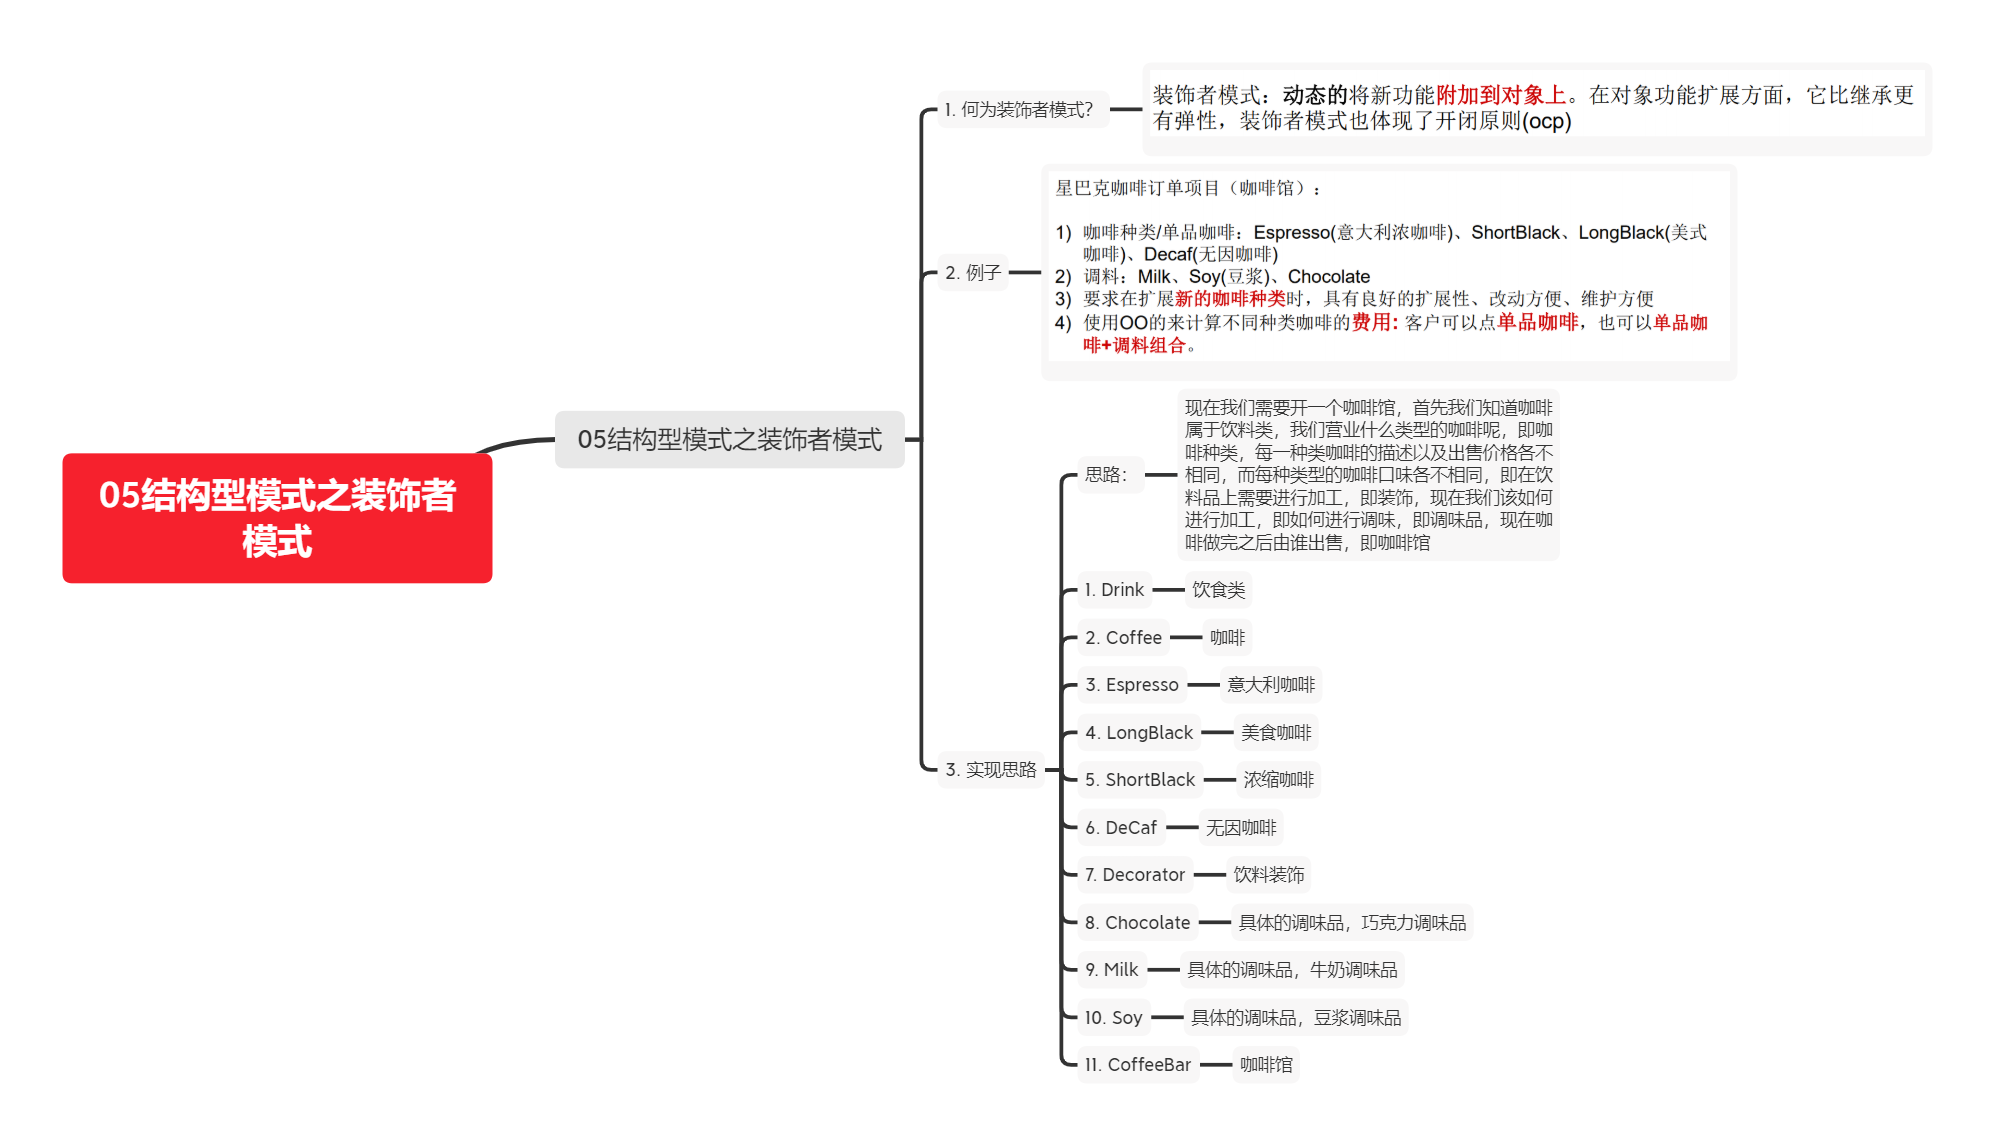 05结构型模式之装饰者
模式
05结构型模式之装饰者模式
1. 何为装饰者模式？
装饰者模式：动态的将新功能附加到对象上。在对象功能扩展方面，它比继承更
有弹性，装饰者模式也体现了开闭原则(ocp)
2. 例子
星巴克咖啡订单项目（咖啡馆）：
1) 咖啡种类/单品咖啡：Espresso(意大利浓咖啡)、ShortBlack、LongBlack(美式
咖啡)、Decaf(无因咖啡)
2) 调料：Milk、Soy(豆浆)、Chocolate
3) 要求在扩展新的咖啡种类时，具有良好的扩展性、改动方便、维护方便
4) 使用OO的来计算不同种类咖啡的费用: 客户可以点单品咖啡，也可以单品咖
啡+调料组合。
3. 实现思路
思路：
现在我们需要开一个咖啡馆，首先我们知道咖啡
属于饮料类，我们营业什么类型的咖啡呢，即咖
啡种类，每一种类咖啡的描述以及出售价格各不
相同，而每种类型的咖啡口味各不相同，即在饮
料品上需要进行加工，即装饰，现在我们该如何
进行加工，即如何进行调味，即调味品，现在咖
啡做完之后由谁出售，即咖啡馆
1. Drink
饮食类
2. Coffee
咖啡
3. Espresso
意大利咖啡
4. LongBlack
美食咖啡
5. ShortBlack
浓缩咖啡
6. DeCaf
无因咖啡
7. Decorator
饮料装饰
8. Chocolate
具体的调味品，巧克力调味品
9. Milk
具体的调味品，牛奶调味品
10. Soy
具体的调味品，豆浆调味品
11. CoffeeBar
咖啡馆